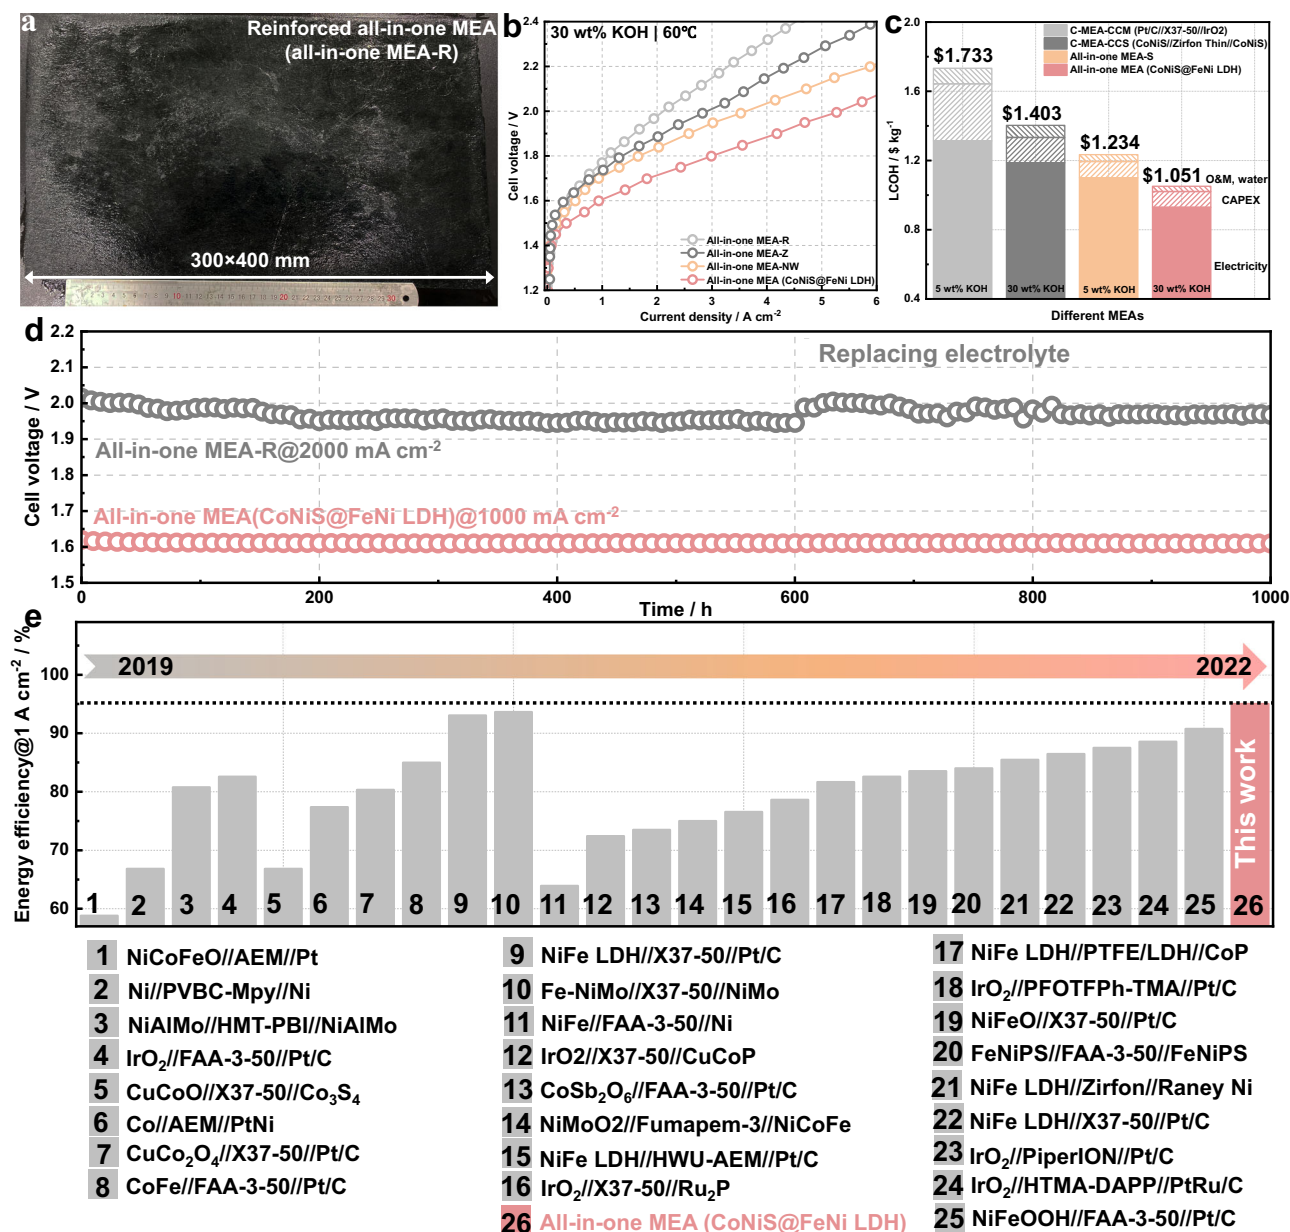 a
Reinforced all-in-one MEA
(all-in-one MEA-R)
300×400 mm
10
20
30
b
30 wt% KOH | 60℃
Cell voltage / V
2.4
2.2
2.0
1.8
1.6
1.4
1.2
All-in-one MEA-R
All-in-one MEA-Z
All-in-one MEA-NW
All-in-one MEA (CoNiS@FeNi LDH)
0 1 2 3 4 5 6
Current density / A cm-2
c
LCOH / $ kg-1
2.0
1.6
1.2
0.8
0.4
C-MEA-CCM (Pt/C//X37-50//IrO2)
C-MEA-CCS (CoNiS//Zirfon Thin//CoNiS)
All-in-one MEA-S
All-in-one MEA (CoNiS@FeNi LDH)
$1.733
$1.403
$1.234
$1.051
O&M, water
CAPEX
Electricity
5 wt% KOH
30 wt% KOH
5 wt% KOH
30 wt% KOH
Different MEAs
d
Cell voltage / V
2.2
2.1
2.0
1.9
1.8
1.7
1.6
1.5
Replacing electrolyte
All-in-one MEA-R@2000 mA cm-2
All-in-one MEA(CoNiS@FeNi LDH)@1000 mA cm-2
0 200 400 600 800 1000
Time / h
e
Energy efficiency@1 A cm-2 / %
100
90
80
70
60
2019
2022
This work
1 2 3 4 5 6 7 8 9 10 11 12 13 14 15 16 17 18 19 20 21 22 23 24 25 26
1 NiCoFeO//AEM//Pt
2 Ni//PVBC-Mpy//Ni
3 NiAlMo//HMT-PBI//NiAlMo
4 IrO2//FAA-3-50//Pt/C
5 CuCoO//X37-50//Co3S4
6 Co//AEM//PtNi
7 CuCo2O4//X37-50//Pt/C
8 CoFe//FAA-3-50//Pt/C
9 NiFe LDH//X37-50//Pt/C
10 Fe-NiMo//X37-50//NiMo
11 NiFe//FAA-3-50//Ni
12 IrO2//X37-50//CuCoP
13 CoSb2O6//FAA-3-50//Pt/C
14 NiMoO2//Fumapem-3//NiCoFe
15 NiFe LDH//HWU-AEM//Pt/C
16 IrO2//X37-50//Ru2P
26 All-in-one MEA (CoNiS@FeNi LDH)
17 NiFe LDH//PTFE/LDH//CoP
18 IrO2//PFOTFPh-TMA//Pt/C
19 NiFeO//X37-50//Pt/C
20 FeNiPS//FAA-3-50//FeNiPS
21 NiFe LDH//Zirfon//Raney Ni
22 NiFe LDH//X37-50//Pt/C
23 IrO2//PiperION//Pt/C
24 IrO2//HTMA-DAPP//PtRu/C
25 NiFeOOH//FAA-3-50//Pt/C